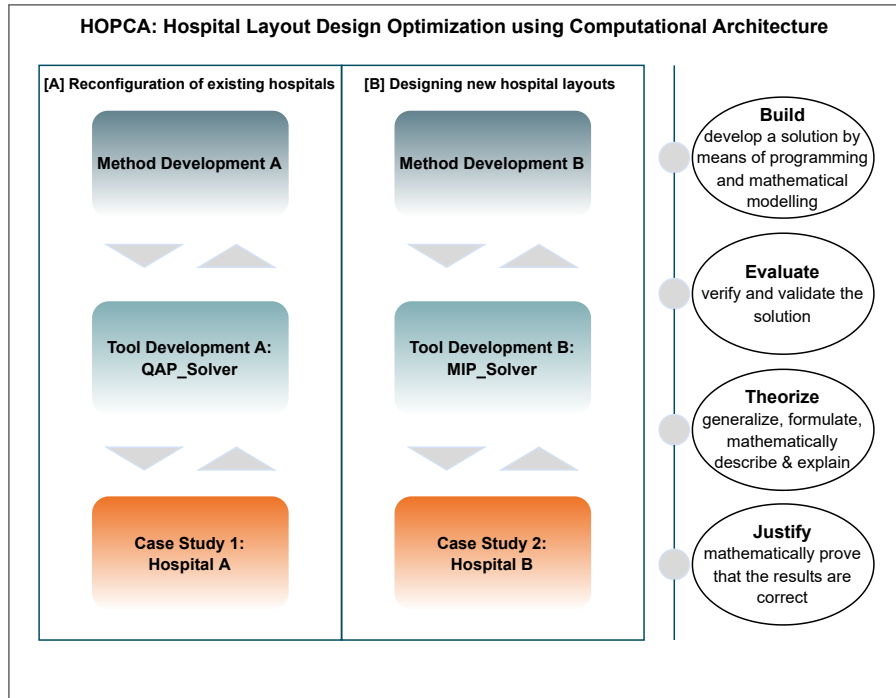 HOPCA: Hospital Layout Design Optimization using Computational Architecture
[A] Reconfiguration of existing hospitals
Method Development A
Tool Development A:
QAP_Solver
Case Study 1:
Hospital A
[B] Designing new hospital layouts
Method Development B
Tool Development B:
MIP_Solver
Case Study 2:
Hospital B
Build
develop a solution by
means of programming
and mathematical
modelling
Evaluate
verify and validate the
solution
Theorize
generalize, formulate,
mathematically
describe & explain
Justify
mathematically prove
that the results are
correct